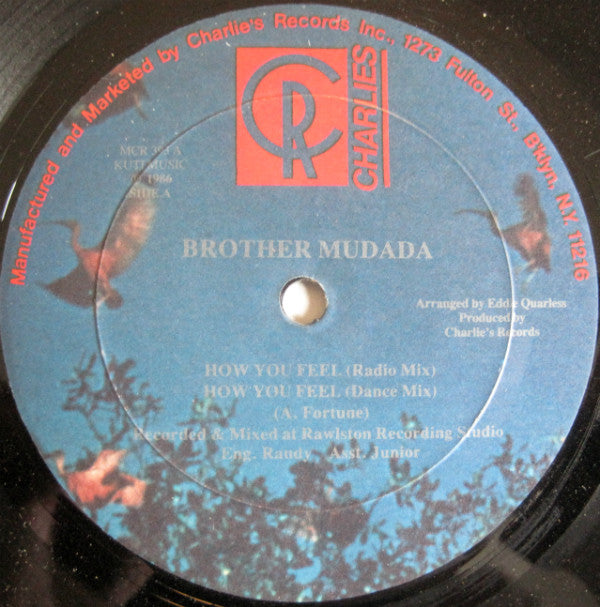 Manufactured and Marketed by Charlie's Records Inc., 1273 Fulton St., B'klyn, N.Y. 11216
CR
CHARLIES
MCR 394 A
KUTI MUSIC
1986
SIDE A
BROTHER MUDADA
Arranged by Eddie Quarless
Produced by
Charlie's Records
HOW YOU FEEL (Radio Mix)
HOW YOU FEEL (Dance Mix)
(A. Fortune)
Recorded & Mixed at Rawlston Recording Studio
Eng. Raudy Asst. Junior